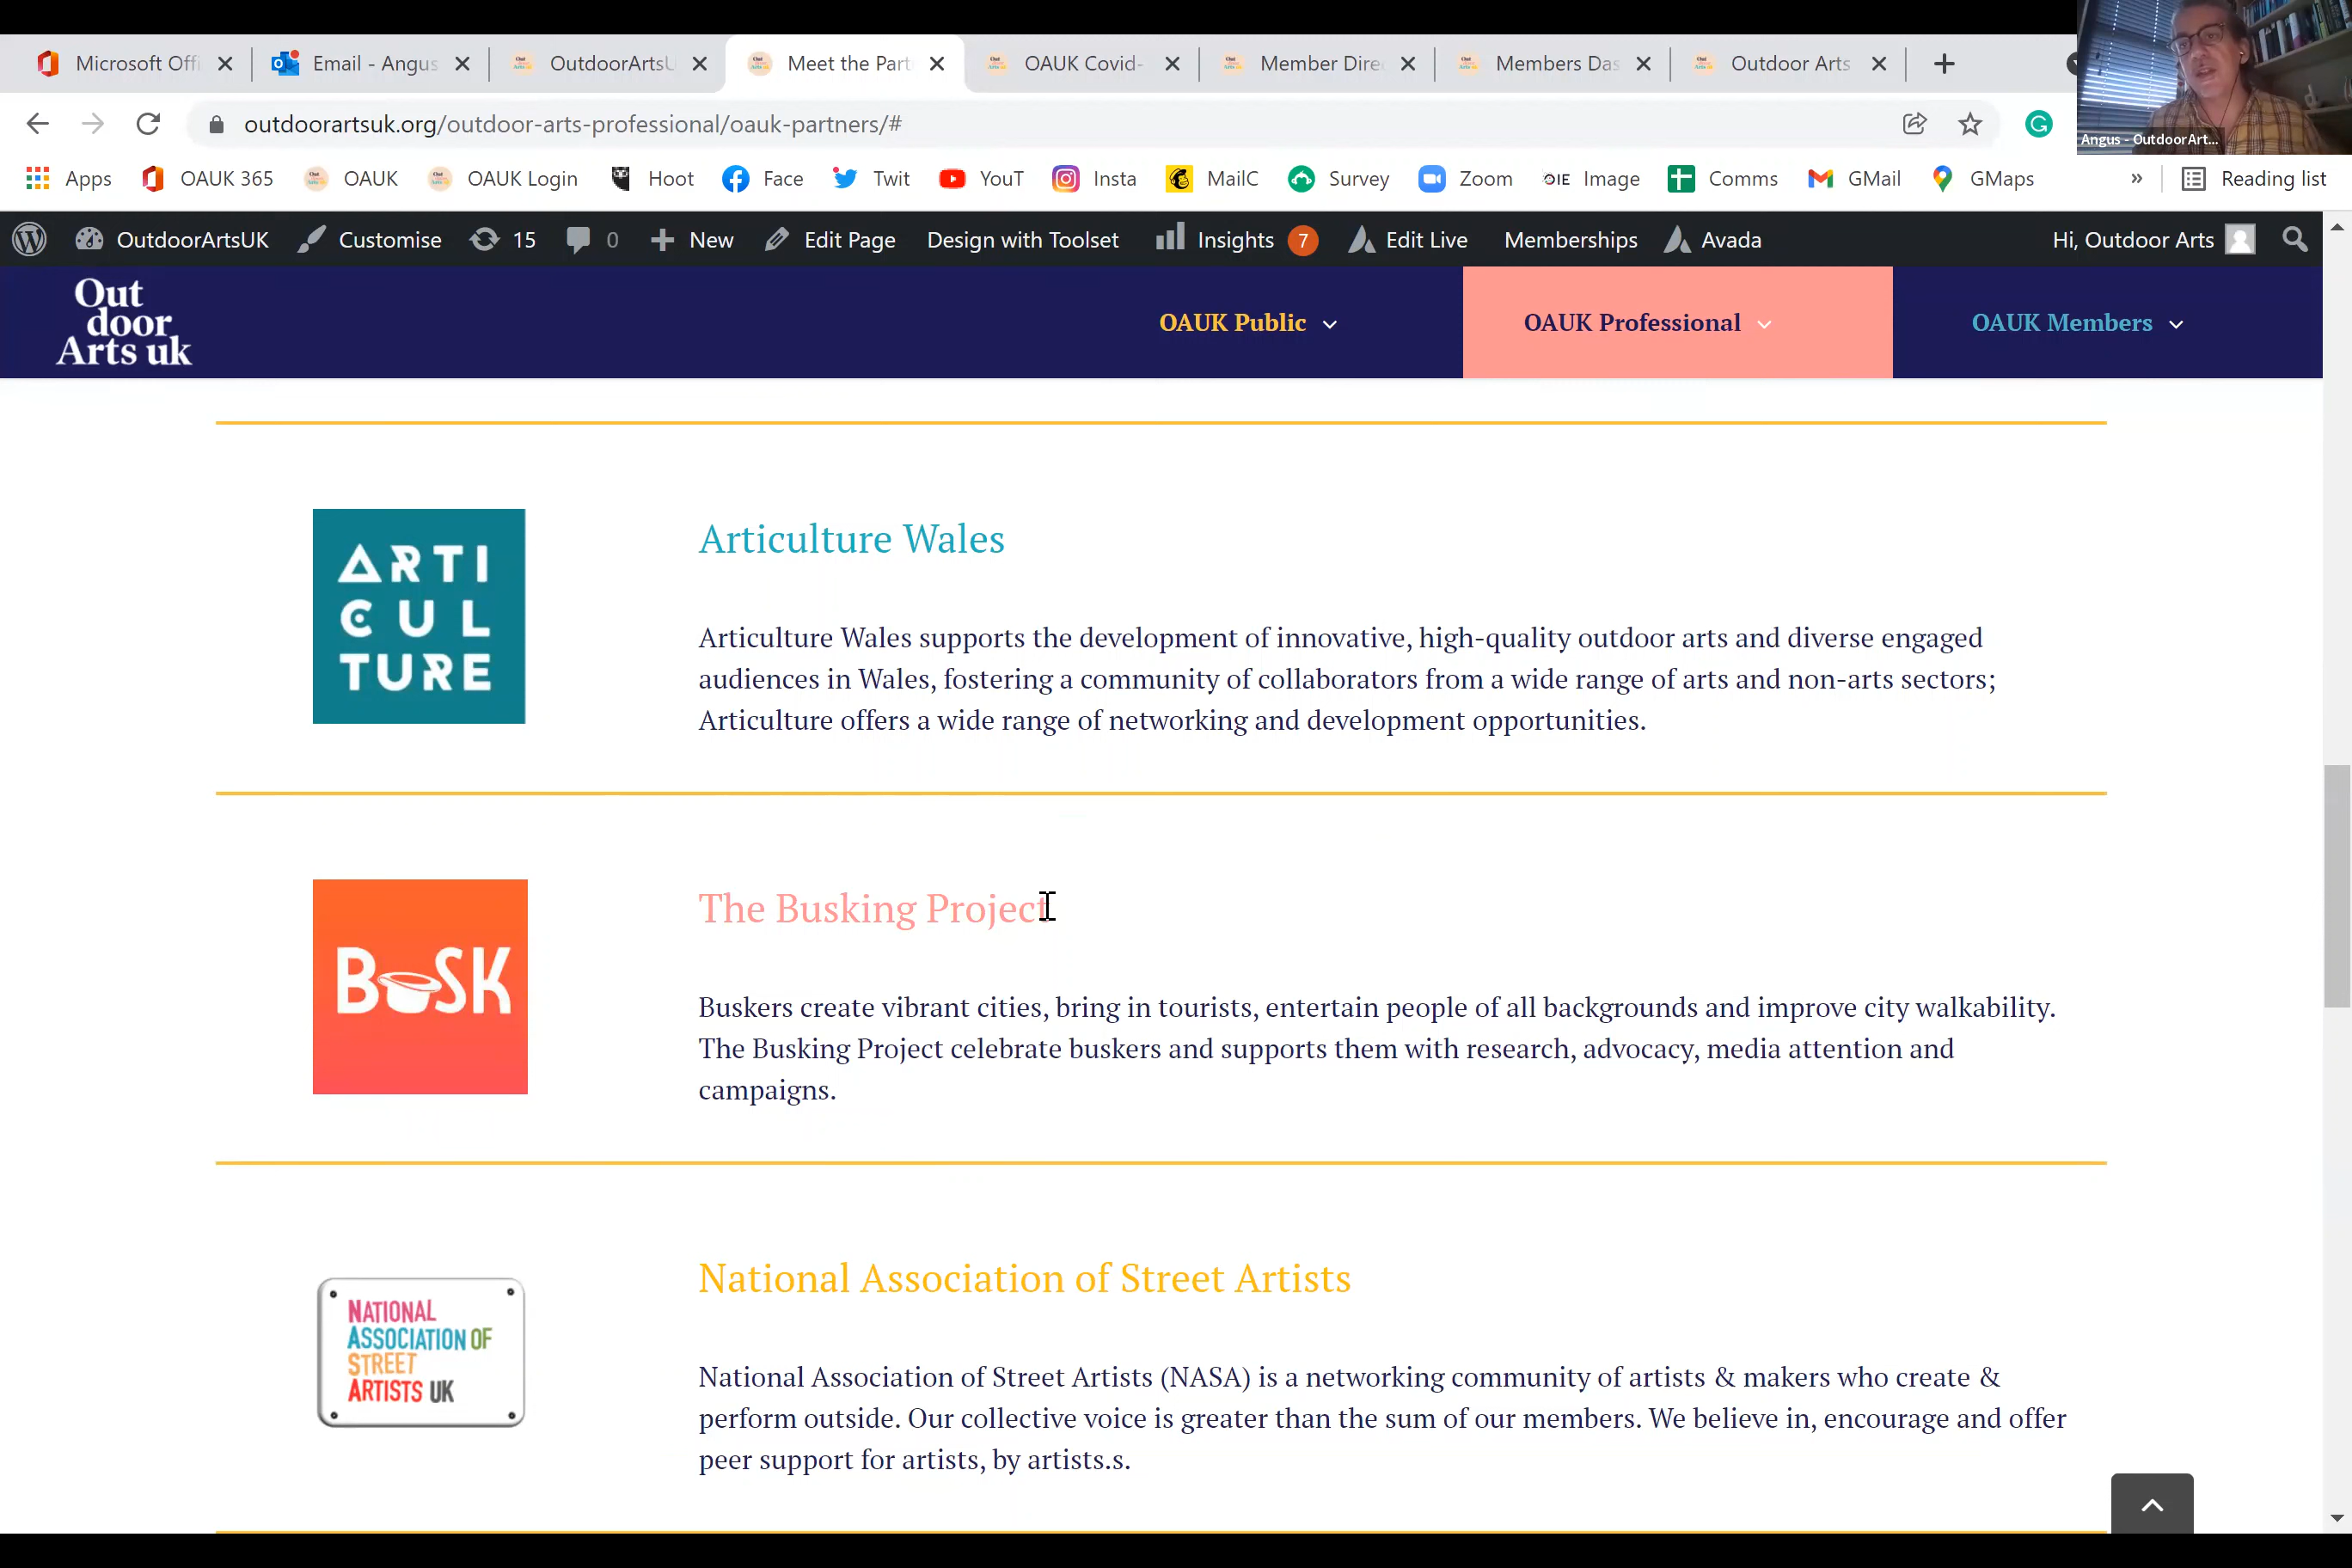 Microsoft Offi
Email - Angus
OutdoorArtsU
Meet the Part
OAUK Covid-
Member Direc
Members Das
Outdoor Arts
outdoorartsuk.org/outdoor-arts-professional/oauk-partners/#
Angus - OutdoorArt...
Apps OAUK 365 OAUK OAUK Login Hoot Face Twit YouT Insta MailC Survey Zoom OIE Image Comms GMail GMaps » Reading list
OutdoorArtsUK Customise 15 0 New Edit Page Design with Toolset Insights 7 Edit Live Memberships Avada Hi, Outdoor Arts
Out
door
Arts uk
OAUK Public OAUK Professional OAUK Members
ARTI
CUL
TURE
Articulture Wales
Articulture Wales supports the development of innovative, high-quality outdoor arts and diverse engaged
audiences in Wales, fostering a community of collaborators from a wide range of arts and non-arts sectors;
Articulture offers a wide range of networking and development opportunities.
BUSK
The Busking Project
Buskers create vibrant cities, bring in tourists, entertain people of all backgrounds and improve city walkability.
The Busking Project celebrate buskers and supports them with research, advocacy, media attention and
campaigns.
NATIONAL
ASSOCIATION OF
STREET
ARTISTS UK
National Association of Street Artists
National Association of Street Artists (NASA) is a networking community of artists & makers who create &
perform outside. Our collective voice is greater than the sum of our members. We believe in, encourage and offer
peer support for artists, by artists.s.